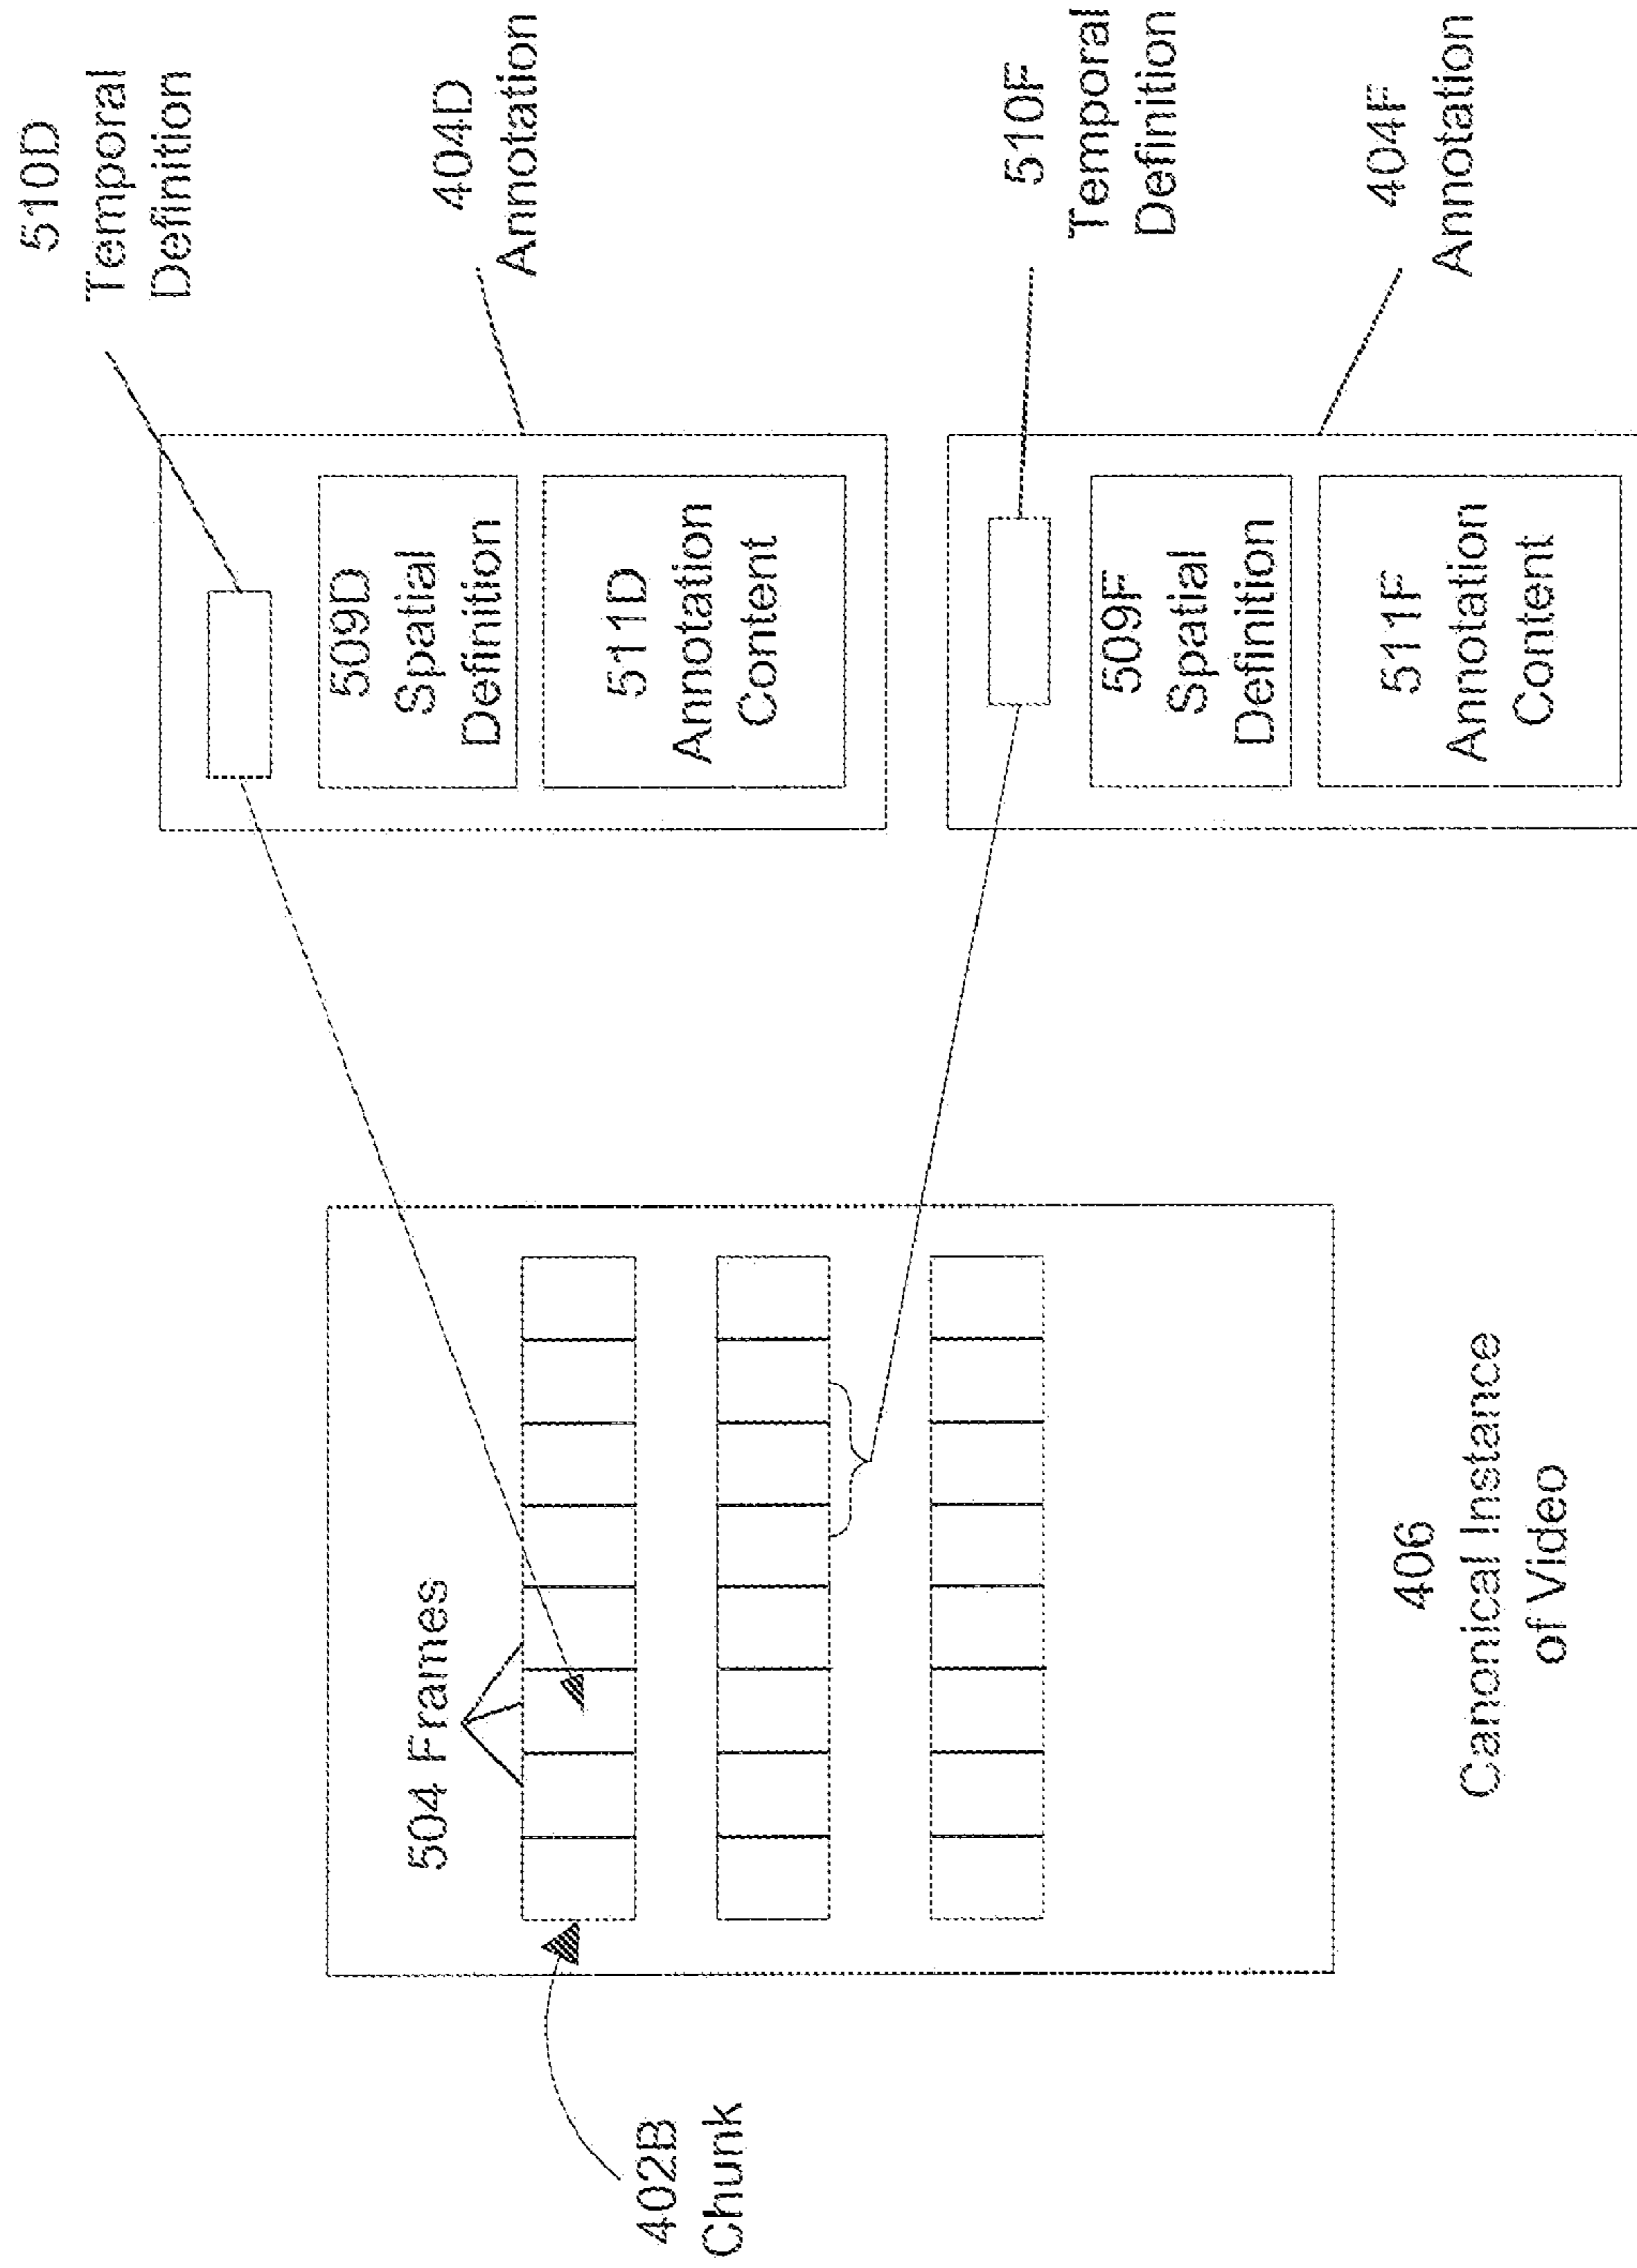 504 Frames
402B
Chunk
406
Canonical Instance
of Video
510D
Temporal
Definition
509D
Spatial
Definition
511D
Annotation
Content
404D
Annotation
510F
Temporal
Definition
509F
Spatial
Definition
511F
Annotation
Content
404F
Annotation